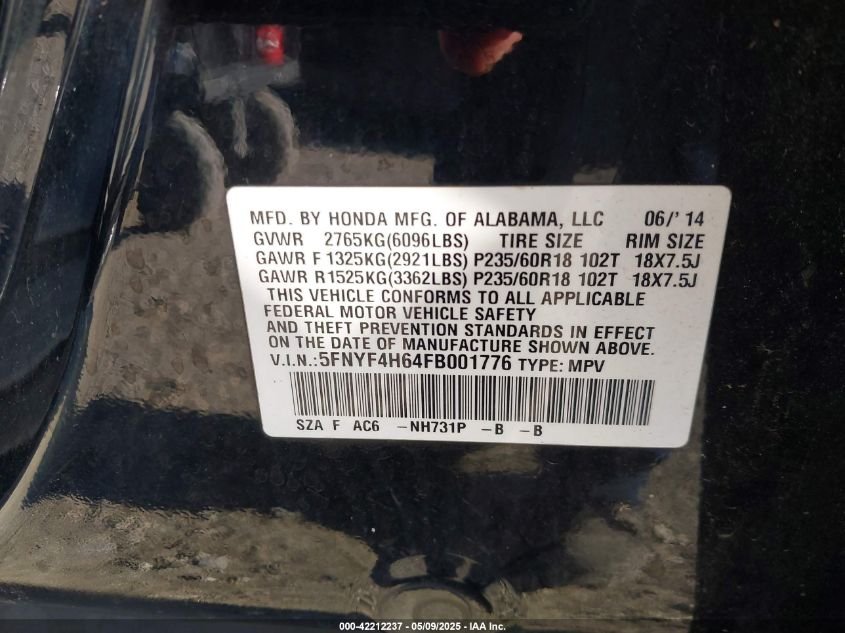 MFD. BY HONDA MFG. OF ALABAMA, LLC 06/' 14
GVWR 2765KG(6096LBS) TIRE SIZE RIM SIZE
GAWR F 1325KG(2921LBS) P235/60R18 102T 18X7.5J
GAWR R 1525KG(3362LBS) P235/60R18 102T 18X7.5J
THIS VEHICLE CONFORMS TO ALL APPLICABLE
FEDERAL MOTOR VEHICLE SAFETY
AND THEFT PREVENTION STANDARDS IN EFFECT
ON THE DATE OF MANUFACTURE SHOWN ABOVE.
V.I.N.:5FNYF4H64FB001776 TYPE: MPV
SZA F AC6 -NH731P -B -B
000-42212237 - 05/09/2025 - IAA Inc.